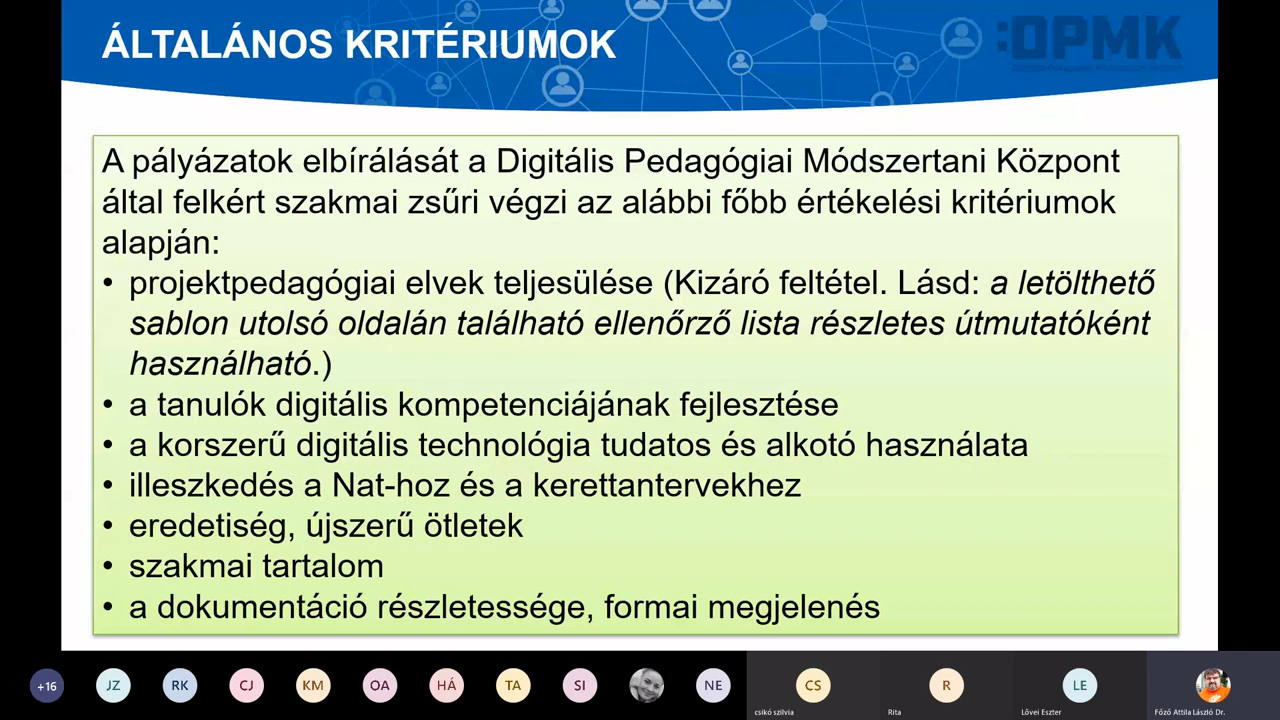 ÁLTALÁNOS KRITÉRIUMOK
:DPMK
A pályázatok elbírálását a Digitális Pedagógiai Módszertani Központ
által felkért szakmai zsűri végzi az alábbi főbb értékelési kritériumok
alapján:
• projektpedagógiai elvek teljesülése (Kizáró feltétel. Lásd: a letölthető
sablon utolsó oldalán található ellenőrző lista részletes útmutatóként
használható.)
• a tanulók digitális kompetenciájának fejlesztése
• a korszerű digitális technológia tudatos és alkotó használata
• illeszkedés a Nat-hoz és a kerettantervekhez
• eredetiség, újszerű ötletek
• szakmai tartalom
• a dokumentáció részletessége, formai megjelenés
+16 JZ RK CJ KM OA HÁ TA SI NE CS R LE
csikó szilvia Rita Lövei Eszter Főző Attila László Dr.